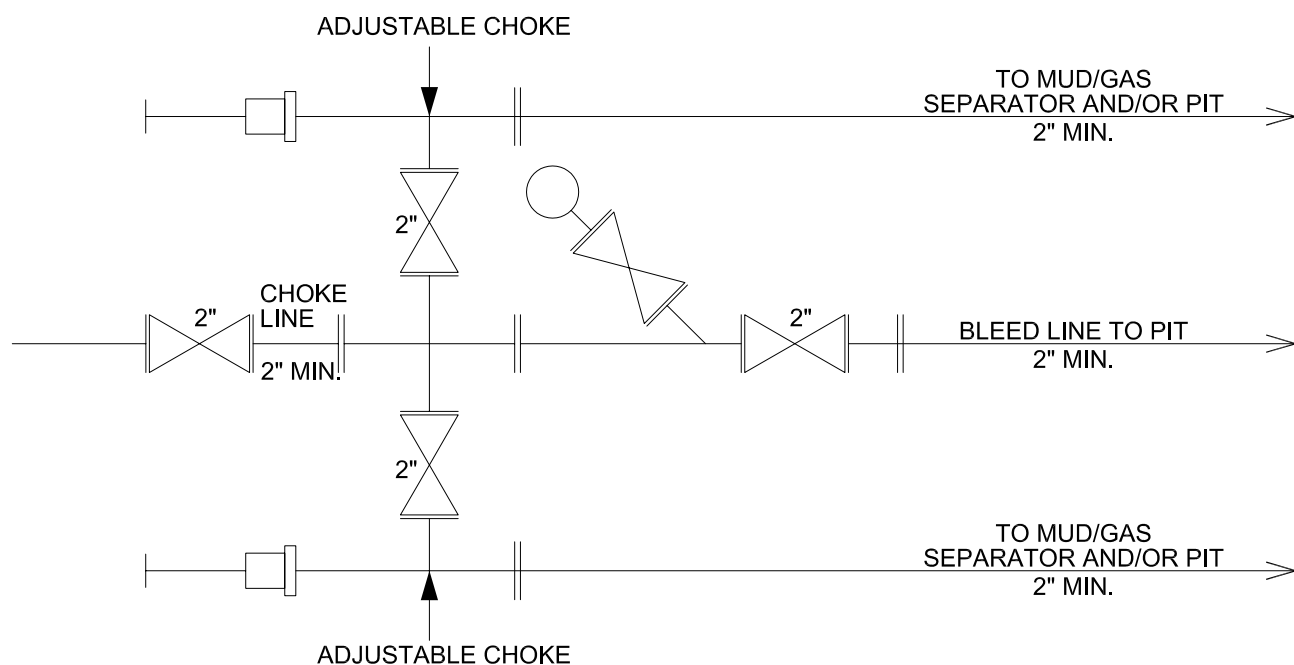 ADJUSTABLE CHOKE
TO MUD/GAS
SEPARATOR AND/OR PIT
2" MIN.
2"
2"
CHOKE
LINE
2" MIN.
2"
BLEED LINE TO PIT
2" MIN.
2"
TO MUD/GAS
SEPARATOR AND/OR PIT
2" MIN.
ADJUSTABLE CHOKE